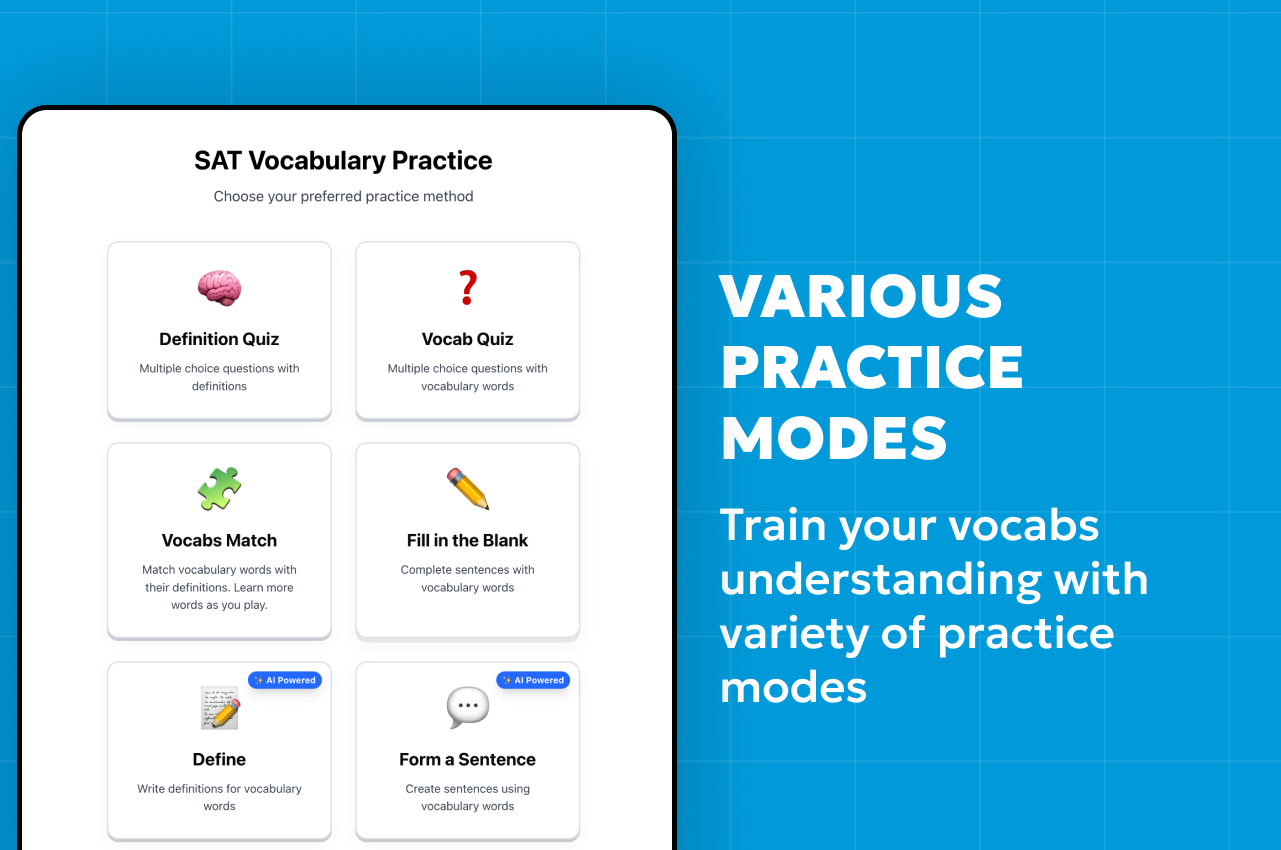 SAT Vocabulary Practice
Choose your preferred practice method
Definition Quiz
Multiple choice questions with
definitions
Vocab Quiz
Multiple choice questions with
vocabulary words
Vocabs Match
Match vocabulary words with
their definitions. Learn more
words as you play.
Fill in the Blank
Complete sentences with
vocabulary words
✨ AI Powered
Define
Write definitions for vocabulary
words
✨ AI Powered
Form a Sentence
Create sentences using
vocabulary words
VARIOUS
PRACTICE
MODES
Train your vocabs
understanding with
variety of practice
modes